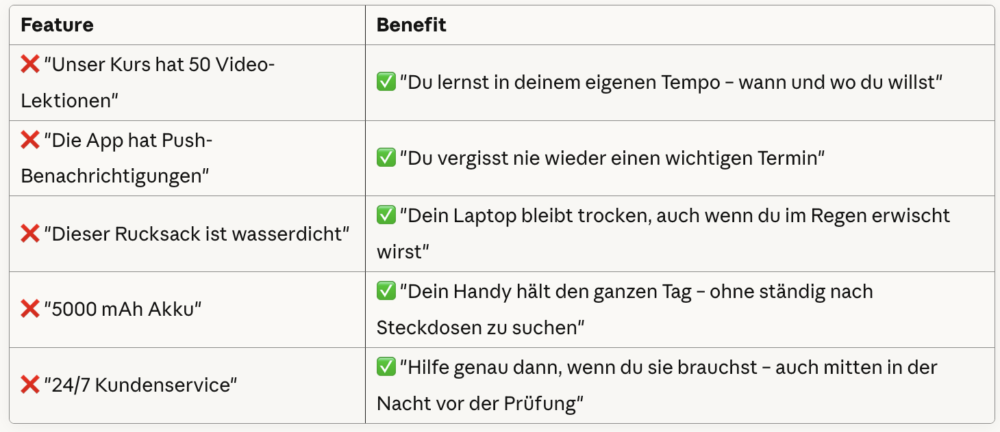 Feature
Benefit
❌ "Unser Kurs hat 50 Video-
Lektionen"
✅ "Du lernst in deinem eigenen Tempo – wann und wo du willst"
❌ "Die App hat Push-
Benachrichtigungen"
✅ "Du vergisst nie wieder einen wichtigen Termin"
❌ "Dieser Rucksack ist wasserdicht"
✅ "Dein Laptop bleibt trocken, auch wenn du im Regen erwischt
wirst"
❌ "5000 mAh Akku"
✅ "Dein Handy hält den ganzen Tag – ohne ständig nach
Steckdosen zu suchen"
❌ "24/7 Kundenservice"
✅ "Hilfe genau dann, wenn du sie brauchst – auch mitten in der
Nacht vor der Prüfung"